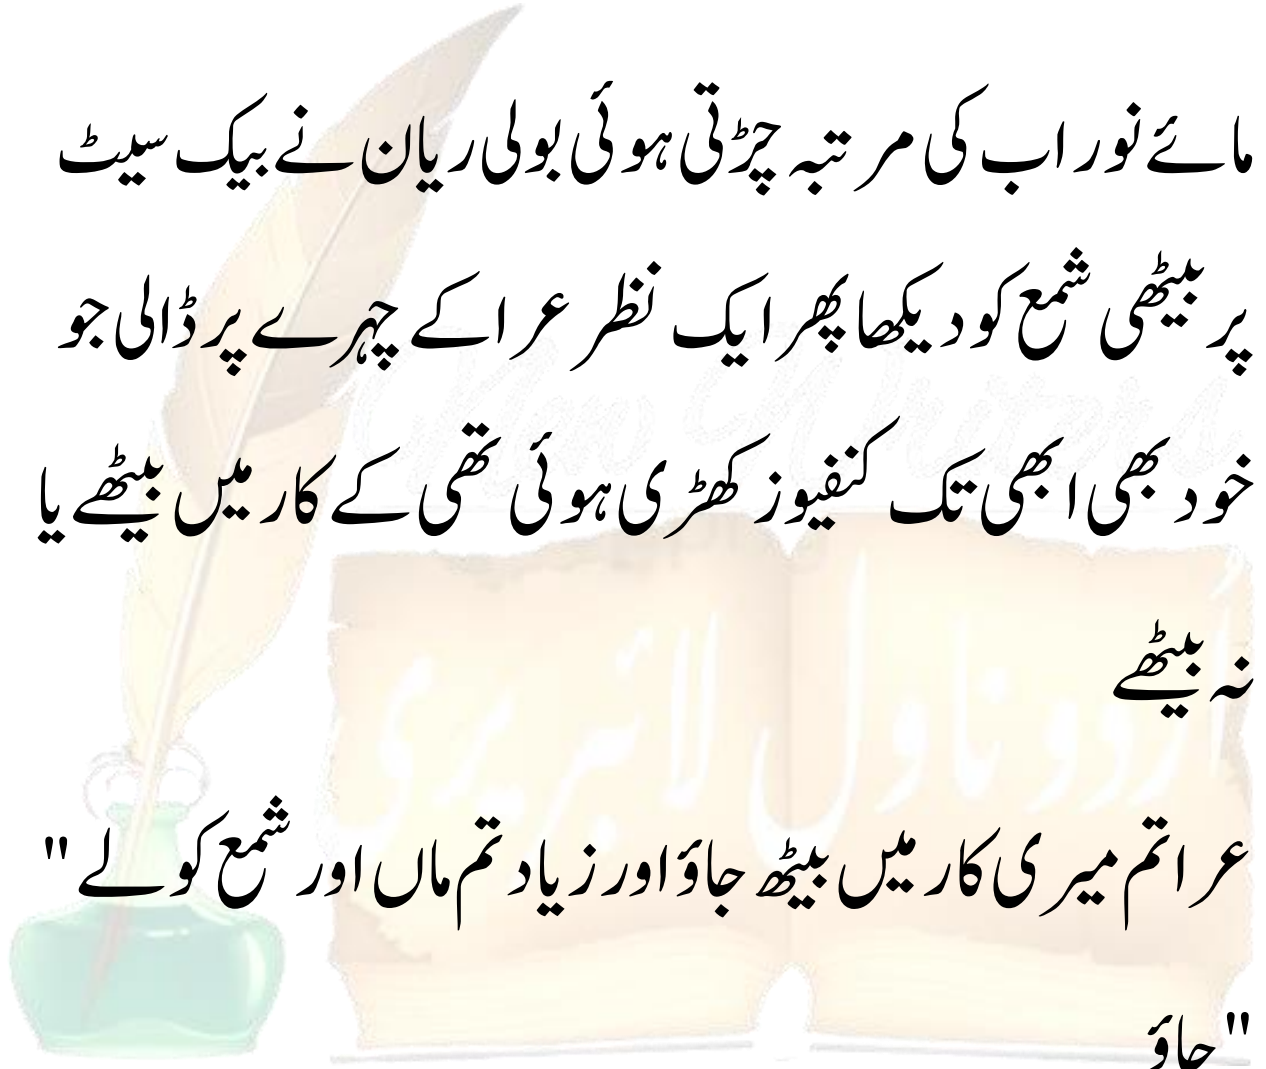 مائے نور اب کی مرتبہ چڑتی ہوئی بولی ریان نے بیک سیٹ
پر بیٹھی شمع کو دیکھا پھر ایک نظر عرا کے چہرے پر ڈالی جو
خود بھی ابھی تک کنفیوز کھڑی ہوئی تھی کے کار میں بیٹھے یا
نہ بیٹھے
اُردو ناول لائبریری
عرا تم میری کار میں بیٹھ جاؤ اور زیاد تم ماں اور شمع کو لے "
"جاؤ